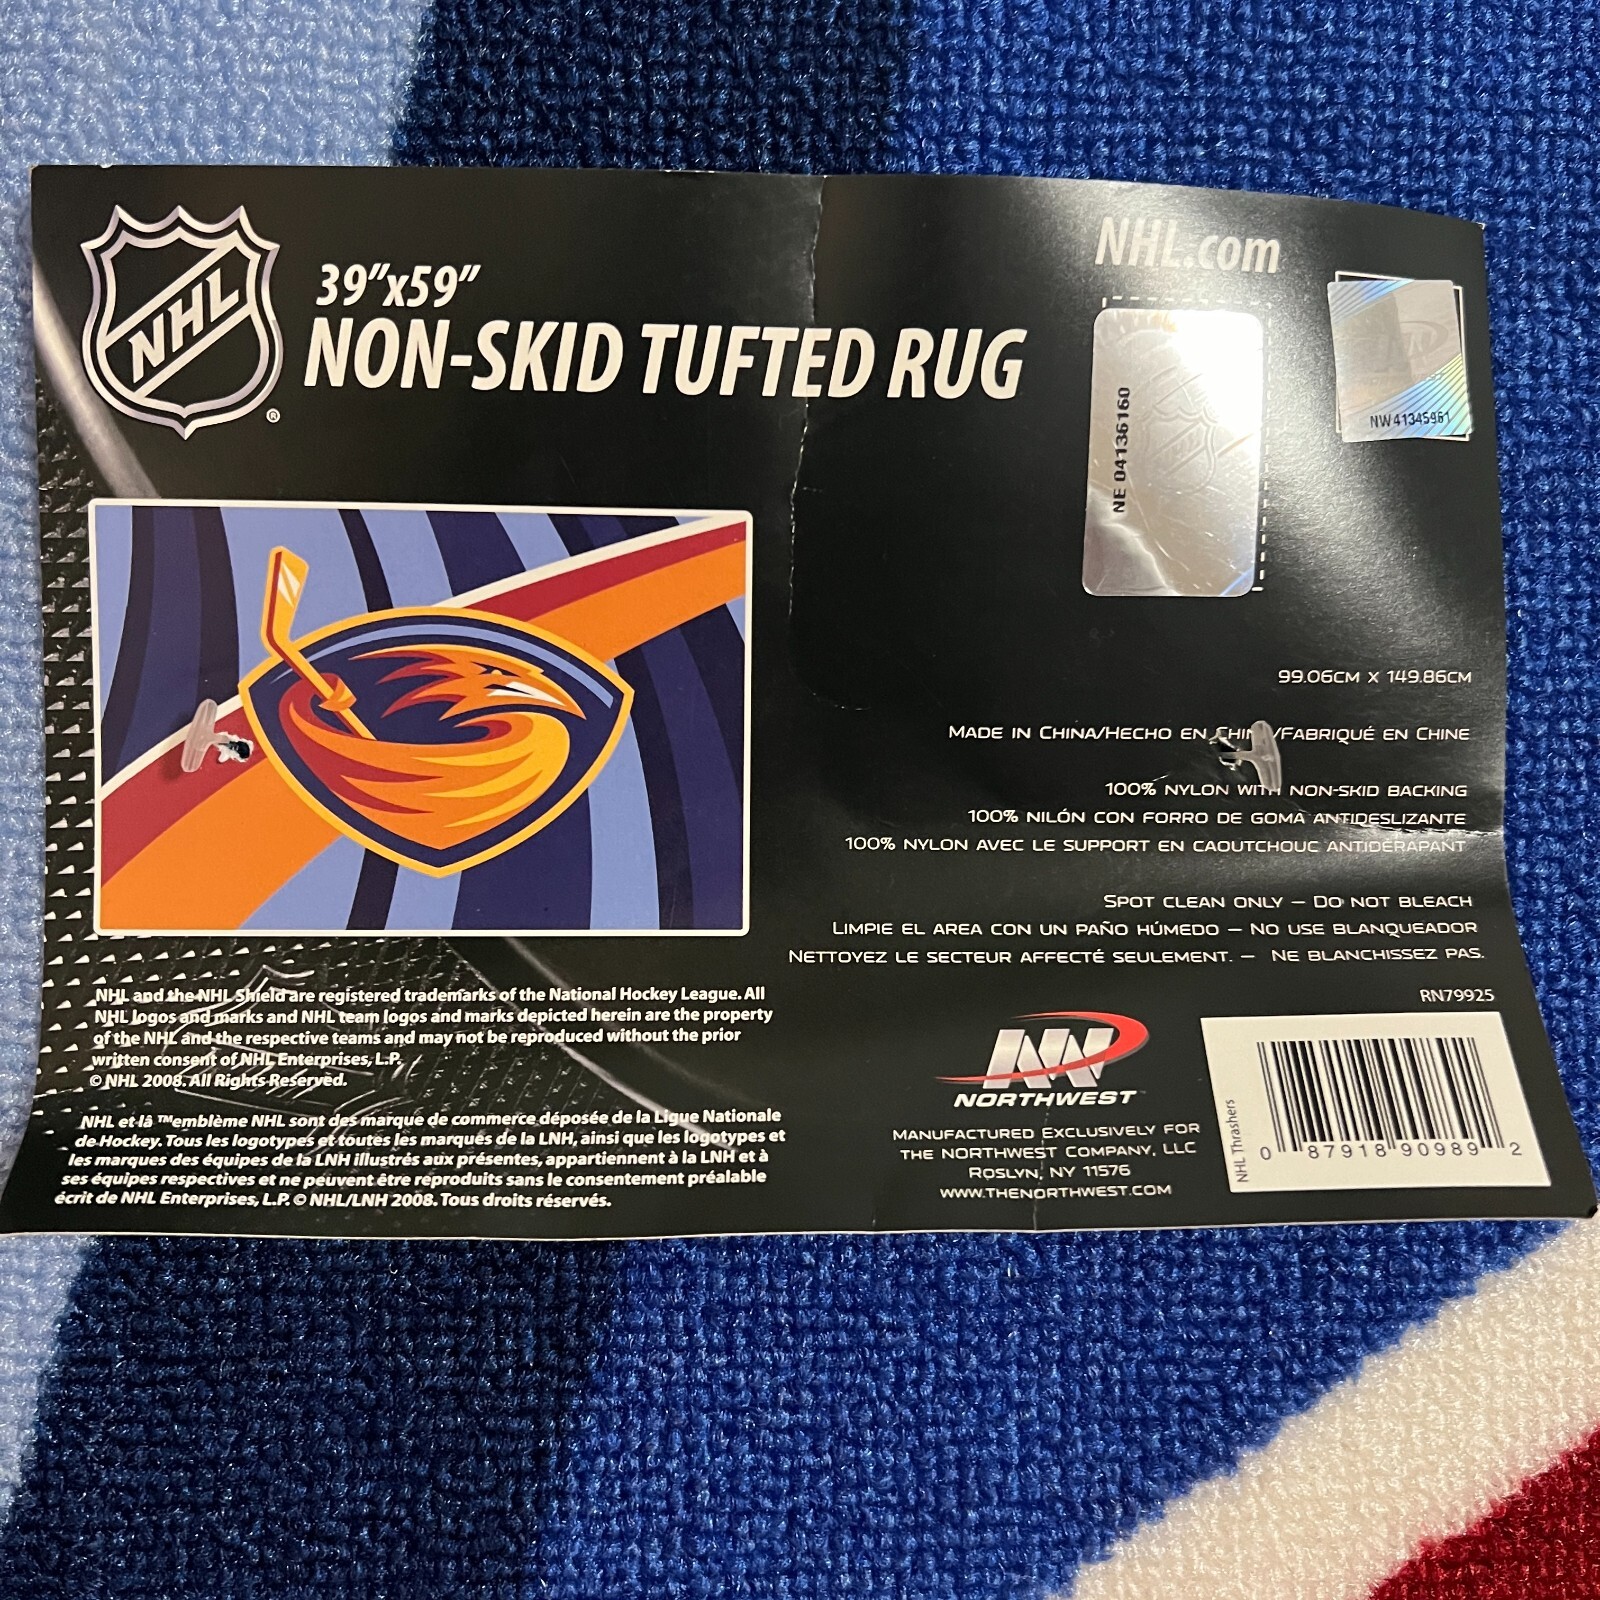 NHL
®
39"x59"
NON-SKID TUFTED RUG
NHL.com
NE 04136160
NW41345961
99.06CM X 149.86CM
MADE IN CHINA/HECHO EN CHIN /FABRIQUÉ EN CHINE
100% NYLON WITH NON-SKID BACKING
100% NILÓN CON FORRO DE GOMA ANTIDESLIZANTE
100% NYLON AVEC LE SUPPORT EN CAOUTCHOUC ANTIDÉRAPANT
SPOT CLEAN ONLY – DO NOT BLEACH
LIMPIE EL AREA CON UN PAÑO HÚMEDO – NO USE BLANQUEADOR
NETTOYEZ LE SECTEUR AFFECTÉ SEULEMENT. – NE BLANCHISSEZ PAS.
RN79925
NHL and the NHL Shield are registered trademarks of the National Hockey League. All
NHL logos and marks and NHL team logos and marks depicted herein are the property
of the NHL and the respective teams and may not be reproduced without the prior
written consent of NHL Enterprises, L.P.
© NHL 2008. All Rights Reserved.
NHL et lâ ™emblème NHL sont des marque de commerce déposée de la Ligue Nationale
de Hockey. Tous les logotypes et toutes les marques de la LNH, ainsi que les logotypes et
les marques des équipes de la LNH illustrés aux présentes, appartiennent à la LNH et à
ses équipes respectives et ne peuvent être reproduits sans le consentement préalable
écrit de NHL Enterprises, L.P. © NHL/LNH 2008. Tous droits réservés.
NW
NORTHWEST
MANUFACTURED EXCLUSIVELY FOR
THE NORTHWEST COMPANY, LLC
ROSLYN, NY 11576
WWW.THENORTHWEST.COM
NHL Thrashers
0 87918 90989 2